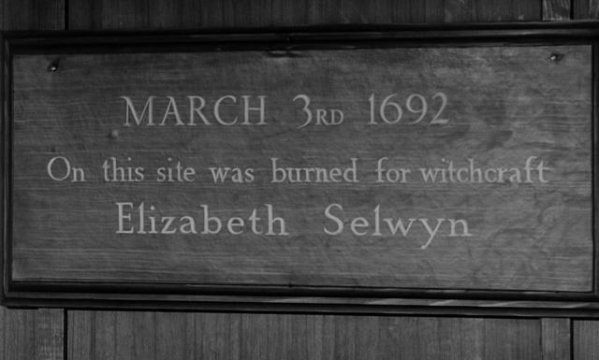 MARCH 3RD 1692
On this site was burned for witchcraft
Elizabeth Selwyn